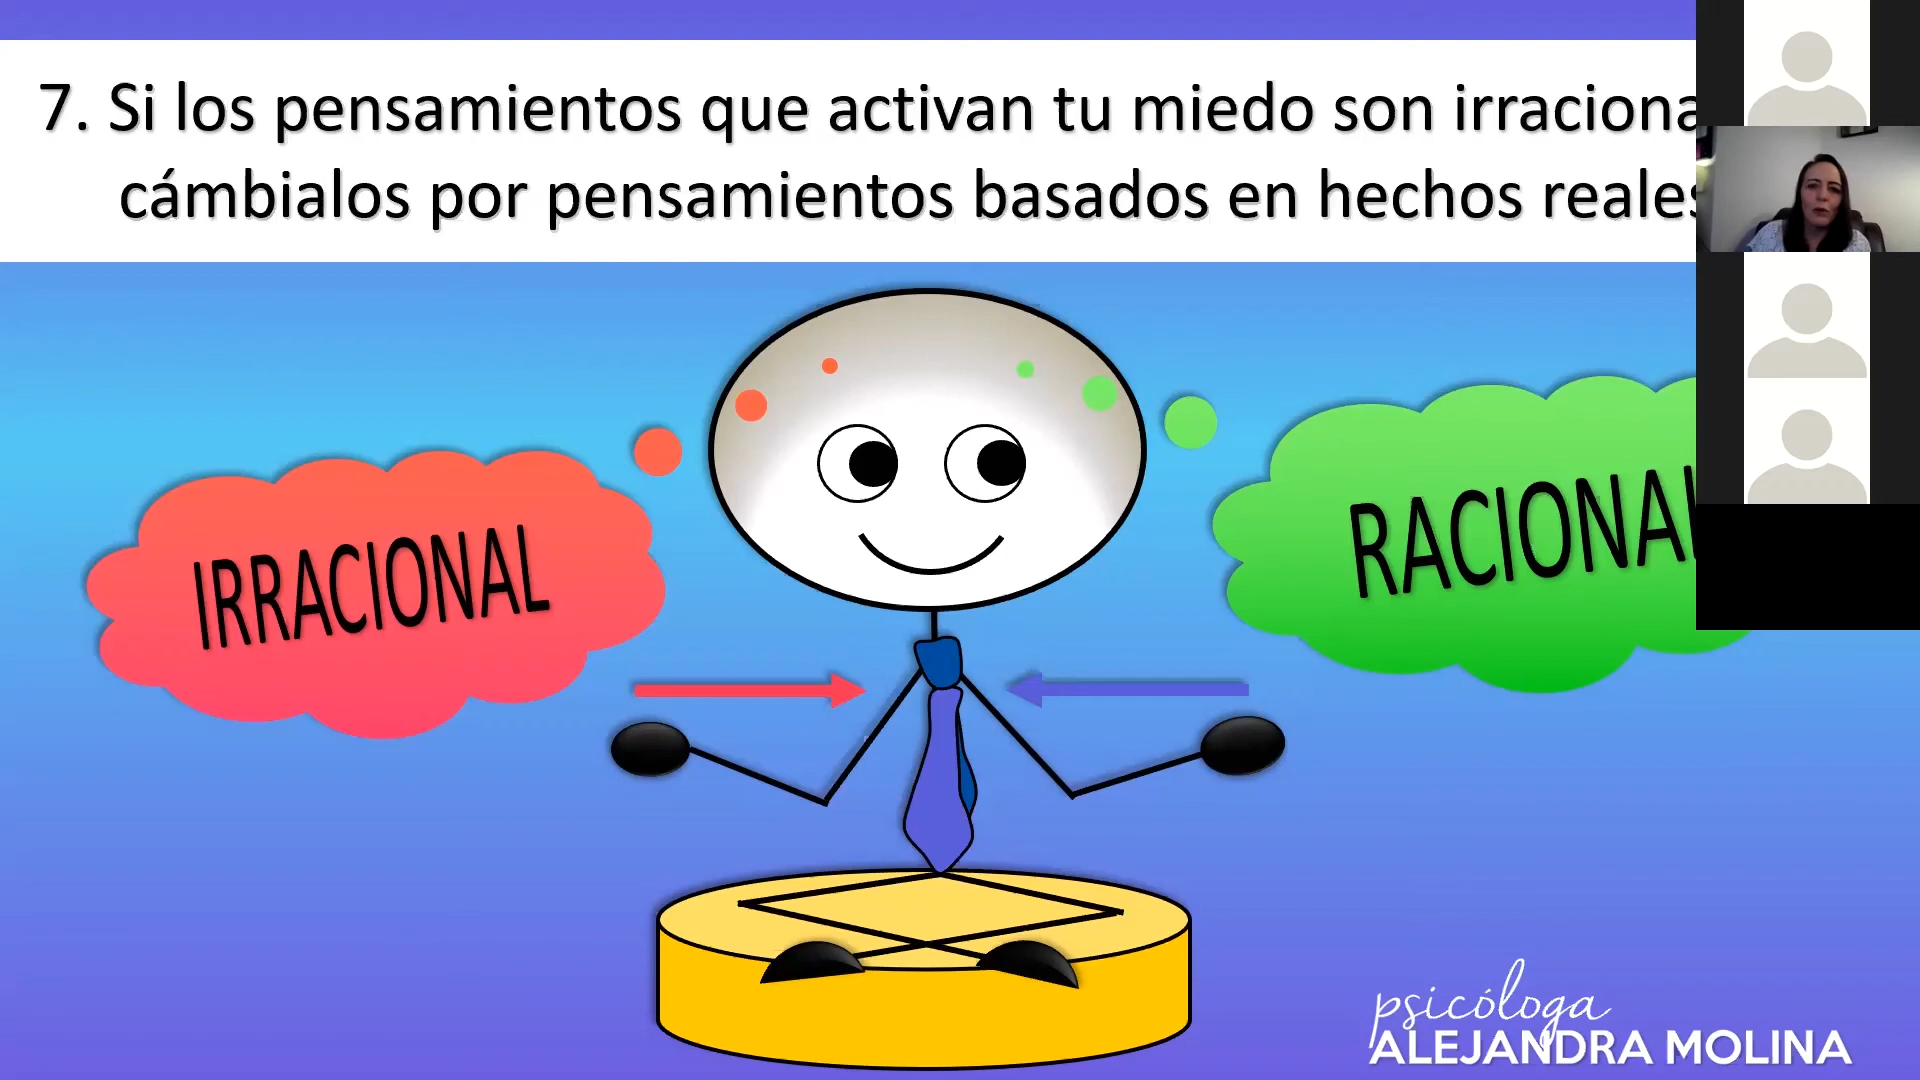 7. Si los pensamientos que activan tu miedo son irraciona
cámbialos por pensamientos basados en hechos reales
IRRACIONAL
RACIONAL
psicóloga
ALEJANDRA MOLINA